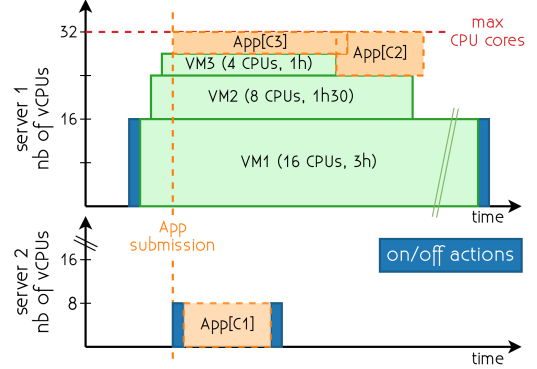 max
CPU cores
32
App[C3]
App[C2]
VM3 (4 CPUs, 1h)
VM2 (8 CPUs, 1h30)
16
VM1 (16 CPUs, 3h)
server 1
nb of vCPUs
time
App
submission
on/off actions
server 2
nb of vCPUs
16
8
App[C1]
time